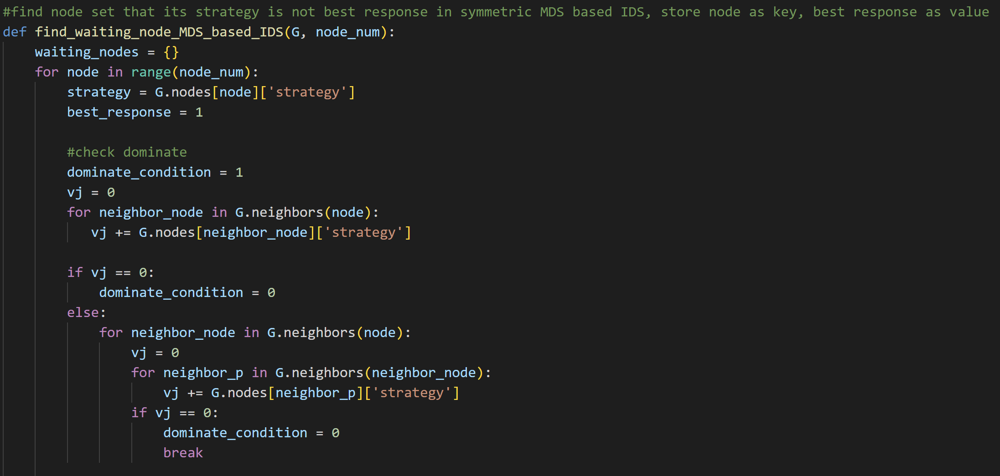 #find node set that its strategy is not best response in symmetric MDS based IDS, store node as key, best response as value
def find_waiting_node_MDS_based_IDS(G, node_num):
    waiting_nodes = {}
    for node in range(node_num):
        strategy = G.nodes[node]['strategy']
        best_response = 1

        #check dominate
        dominate_condition = 1
        vj = 0
        for neighbor_node in G.neighbors(node):
           vj += G.nodes[neighbor_node]['strategy']

        if vj == 0:
            dominate_condition = 0
        else:
            for neighbor_node in G.neighbors(node):
                vj = 0
                for neighbor_p in G.neighbors(neighbor_node):
                    vj += G.nodes[neighbor_p]['strategy']
                if vj == 0:
                    dominate_condition = 0
                    break